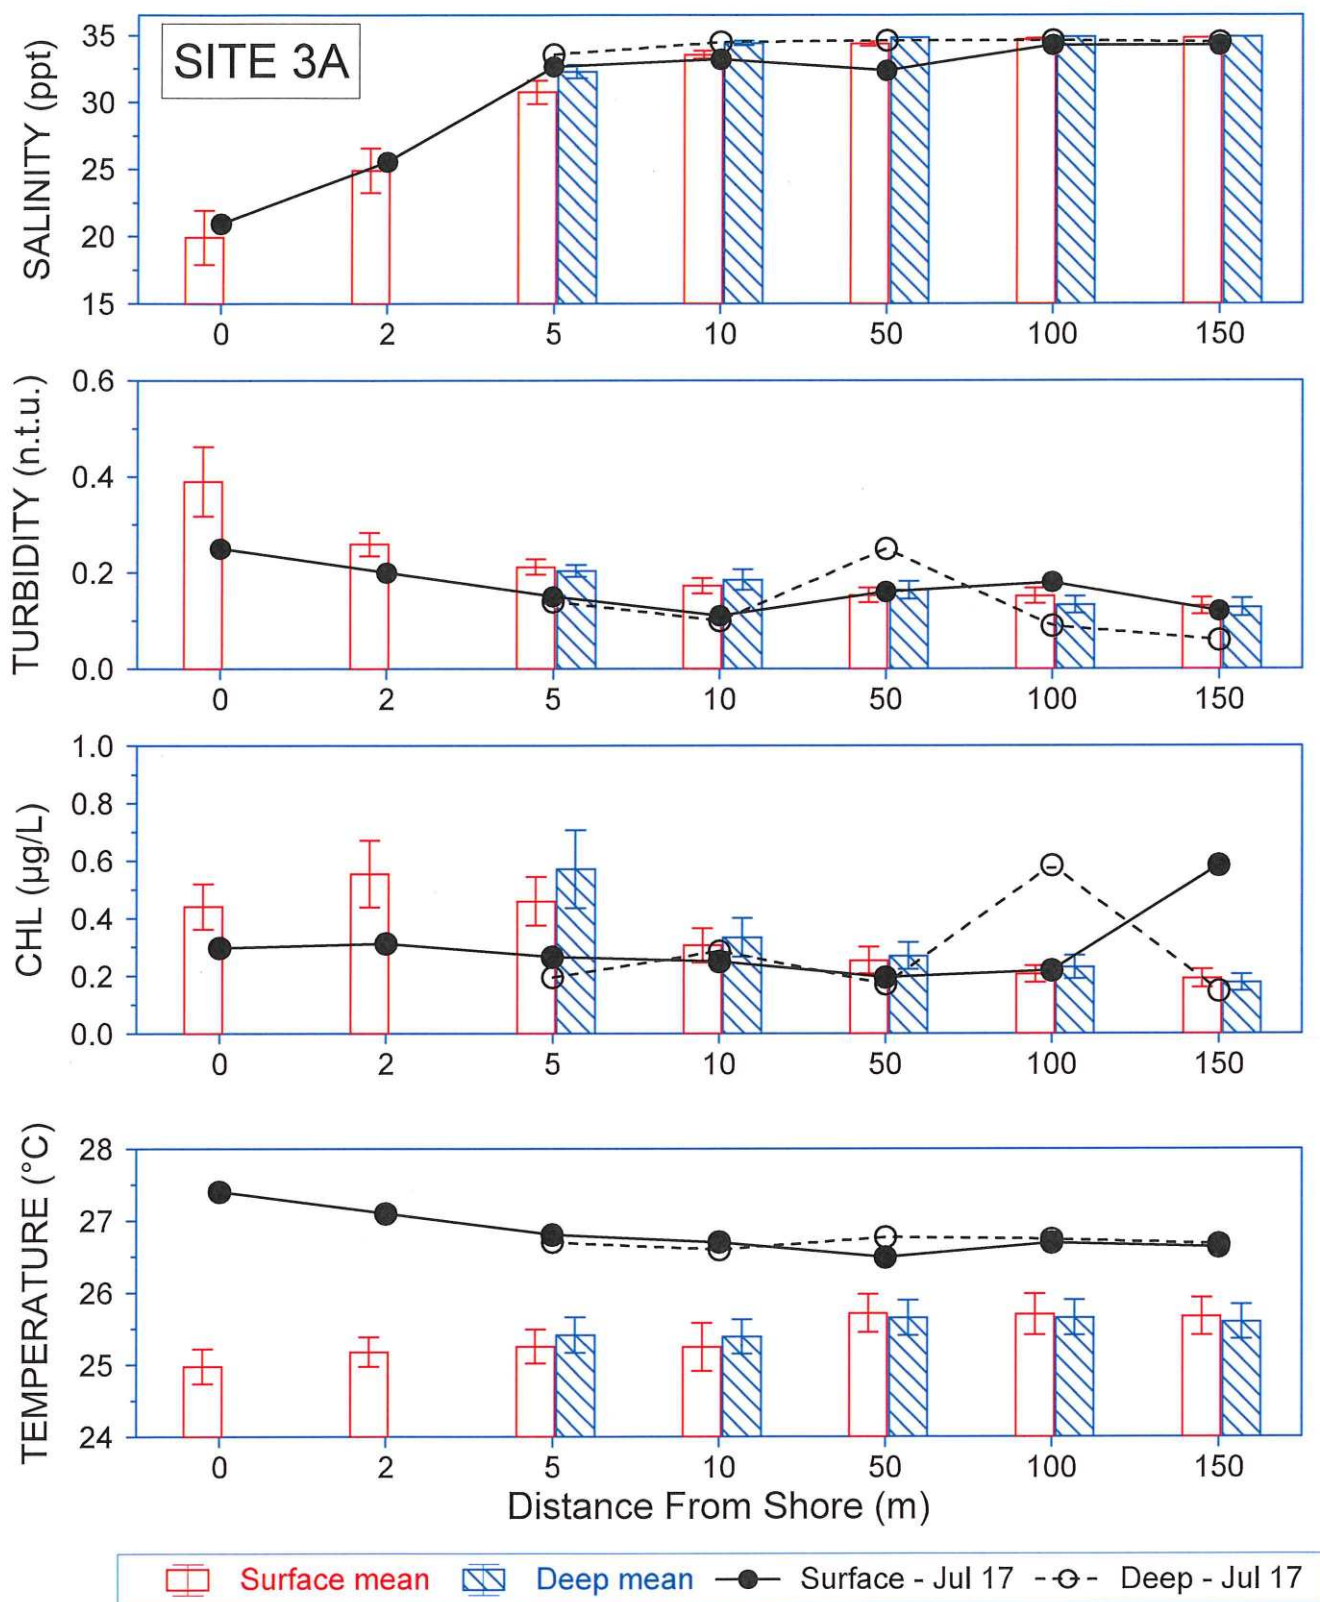 SITE 3A
SALINITY (ppt)
35
30
25
20
15
0 2 5 10 50 100 150
TURBIDITY (n.t.u.)
0.6
0.4
0.2
0.0
0 2 5 10 50 100 150
CHL (µg/L)
1.0
0.8
0.6
0.4
0.2
0.0
0 2 5 10 50 100 150
TEMPERATURE (°C)
28
27
26
25
24
0 2 5 10 50 100 150
Distance From Shore (m)
Surface mean Deep mean Surface - Jul 17 Deep - Jul 17